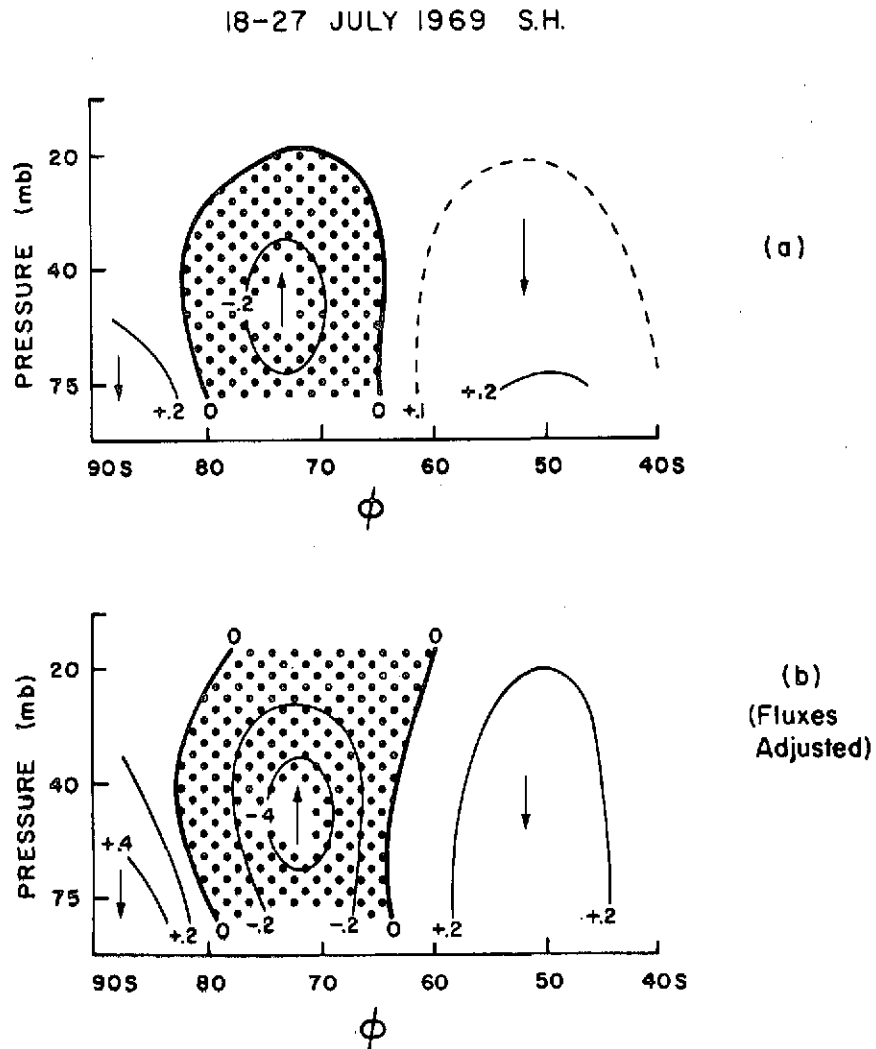 18-27 JULY 1969 S.H.
PRESSURE (mb)
20
40
75
-.2
+.2
0
0
+.1
+.2
90S
80
70
60
50
40S
ϕ
(a)
0
0
PRESSURE (mb)
20
40
75
-.4
+.4
+.2
0
-.2
-.2
0
+.2
+.2
90S
80
70
60
50
40S
ϕ
(b)
(Fluxes
Adjusted)